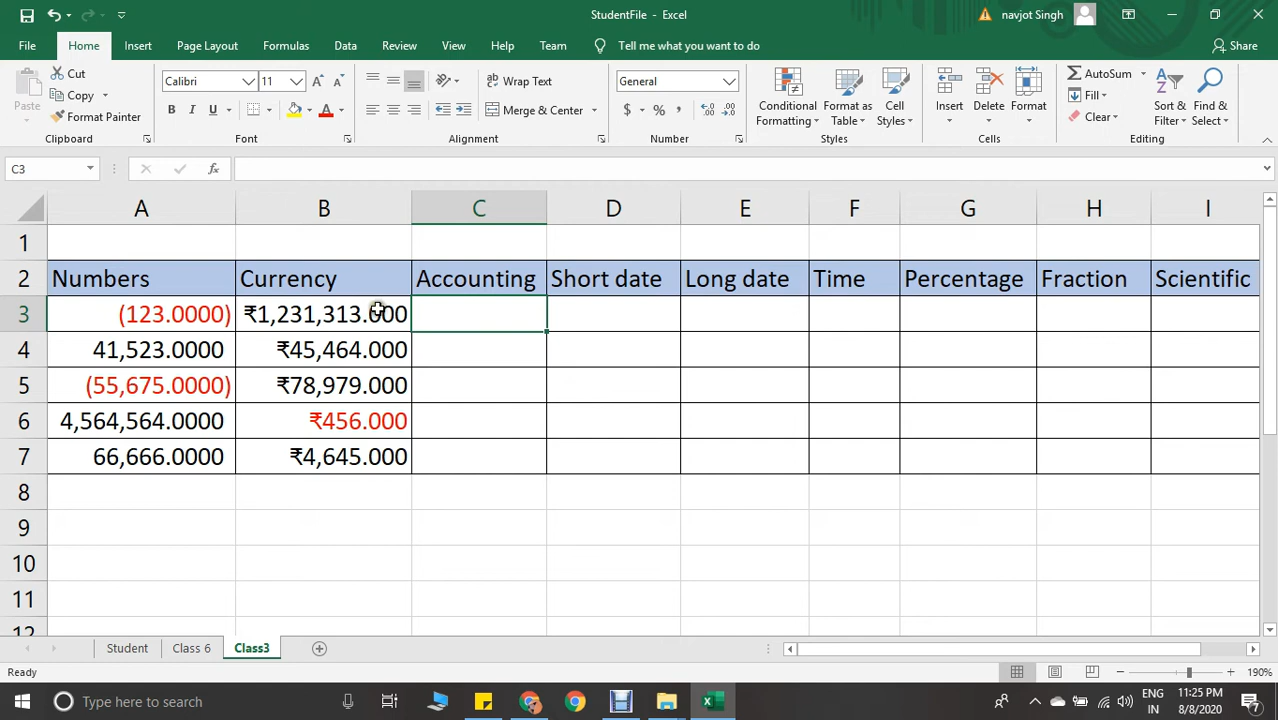 StudentFile - Excel
navjot Singh
File Home Insert Page Layout Formulas Data Review View Help Team Tell me what you want to do Share
Paste Cut Copy Format Painter
Clipboard
Calibri 11
B I U
Font
Wrap Text
Merge & Center
Alignment
General
$ % ,
Number
Conditional Formatting
Format as Table
Cell Styles
Styles
Insert Delete Format
Cells
AutoSum Fill Clear
Sort & Filter
Find & Select
Editing
C3 fx
A B C D E F G H I
1
2 Numbers Currency Accounting Short date Long date Time Percentage Fraction Scientific
3 (123.0000) ₹1,231,313.000
4 41,523.0000 ₹45,464.000
5 (55,675.0000) ₹78,979.000
6 4,564,564.0000 ₹456.000
7 66,666.0000 ₹4,645.000
8
9
10
11
12
Student Class 6 Class3
Ready 190%
Type here to search
ENG 11:25 PM
IN 8/8/2020 7